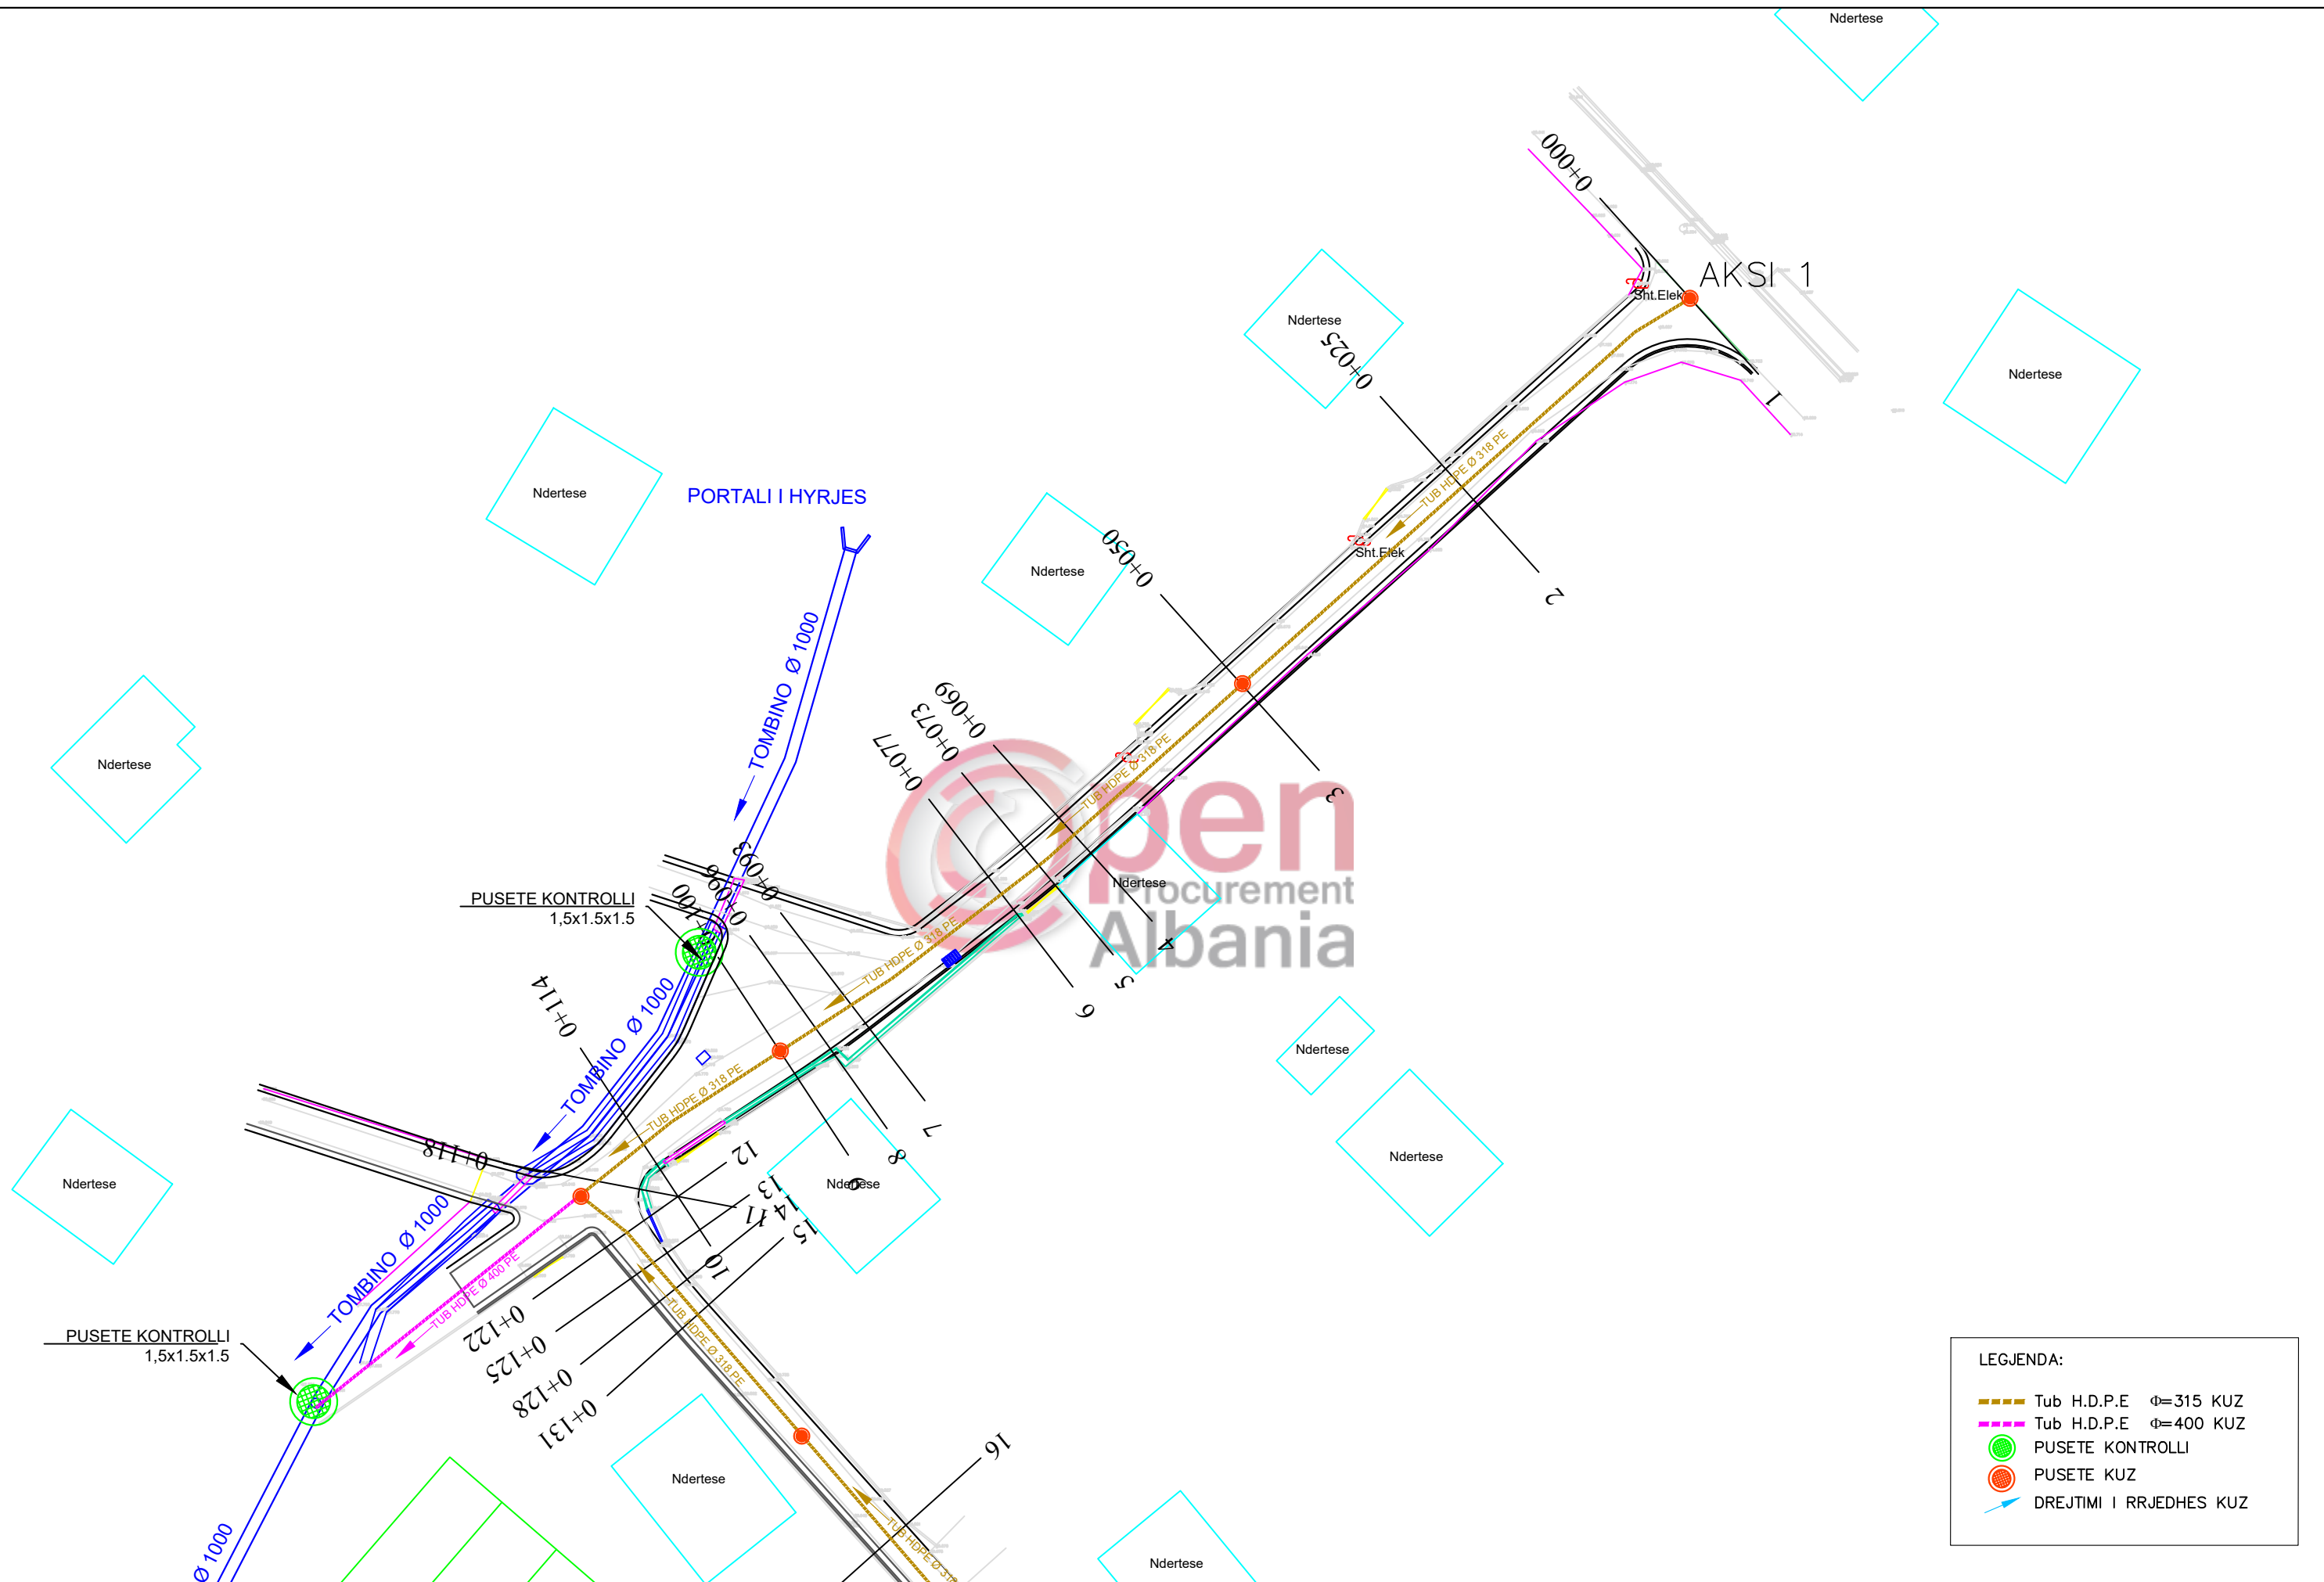 Ndertese
0+000
AKSI 1
Sht.Elek
1
Ndertese
0+025
Ndertese
TUB HDPE Ø 318 PE
Ndertese
PORTALI I HYRJES
0+050
Sht.Elek
Ndertese
2
TOMBINO Ø 1000
0+069
0+073
0+077
TUB HDPE Ø 318 PE
3
Ndertese
Open
Procurement
Albania
Ndertese
0+093
0+096
0+100
PUSETE KONTROLLI
1,5x1.5x1.5
4
5
6
TUB HDPE Ø 318 PE
0+114
TOMBINO Ø 1000
Ndertese
TUB HDPE Ø 318 PE
7
8
9
Ndertese
Ndertese
Ndertese
0+118
12
13
14
11
15
10
TOMBINO Ø 1000
TUB HDPE Ø 400 PE
0+122
0+125
0+128
0+131
TUB HDPE Ø 318 PE
PUSETE KONTROLLI
1,5x1.5x1.5
16
Ndertese
TUB HDPE Ø 318
Ndertese
Ø 1000
LEGJENDA:
Tub H.D.P.E Φ=315 KUZ
Tub H.D.P.E Φ=400 KUZ
PUSETE KONTROLLI
PUSETE KUZ
DREJTIMI I RRJEDHES KUZ